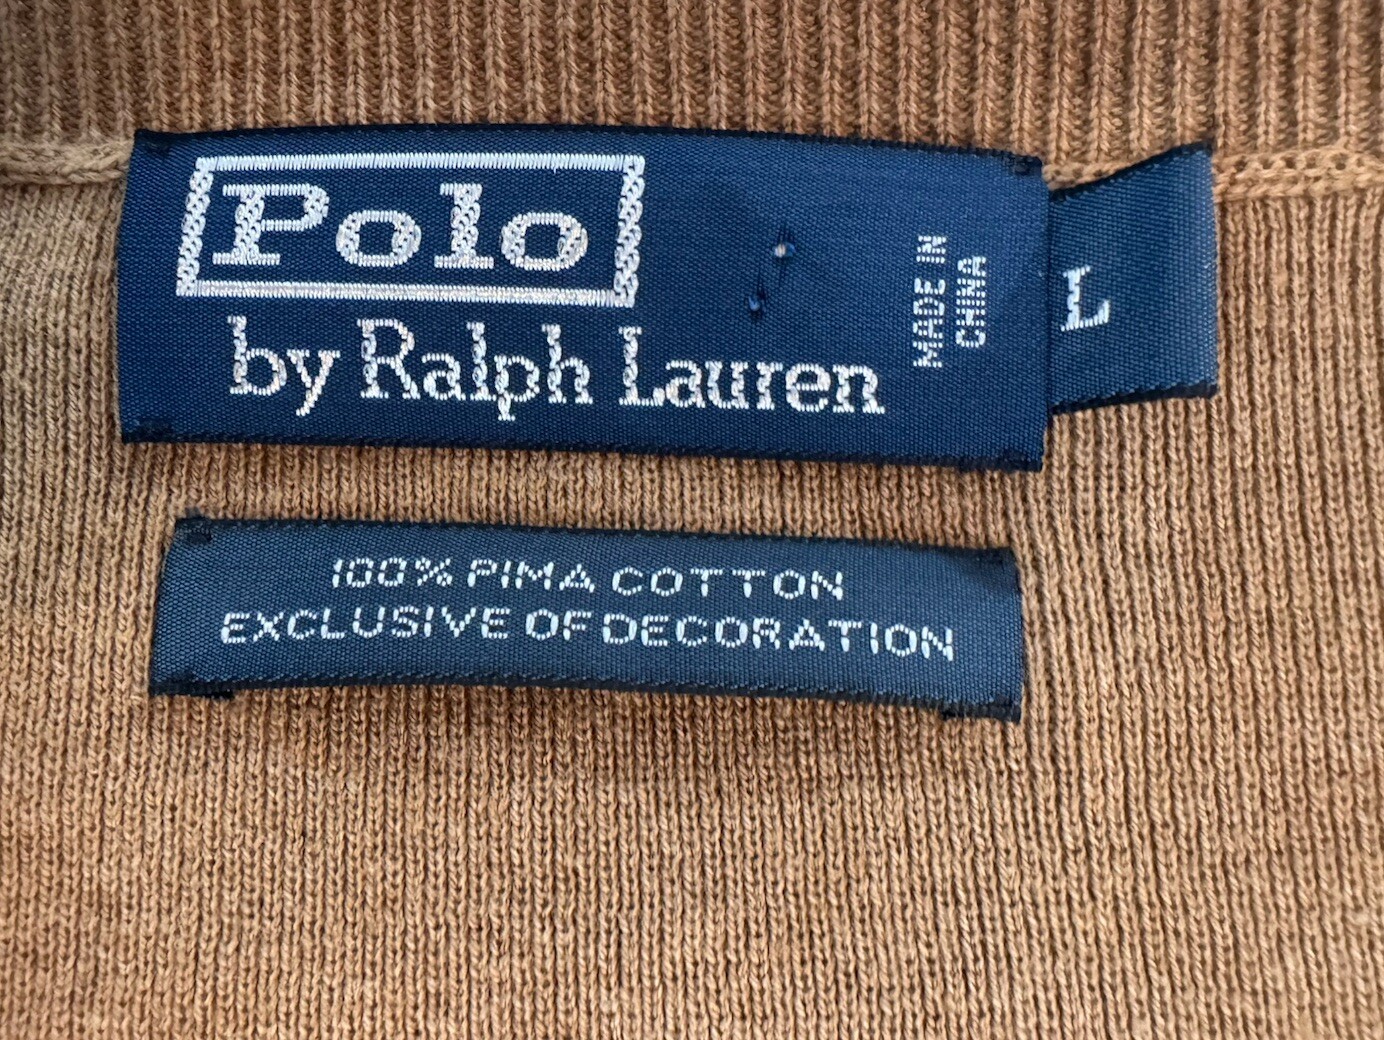 Polo
by Ralph Lauren
MADE IN
CHINA
L
100% PIMA COTTON
EXCLUSIVE OF DECORATION